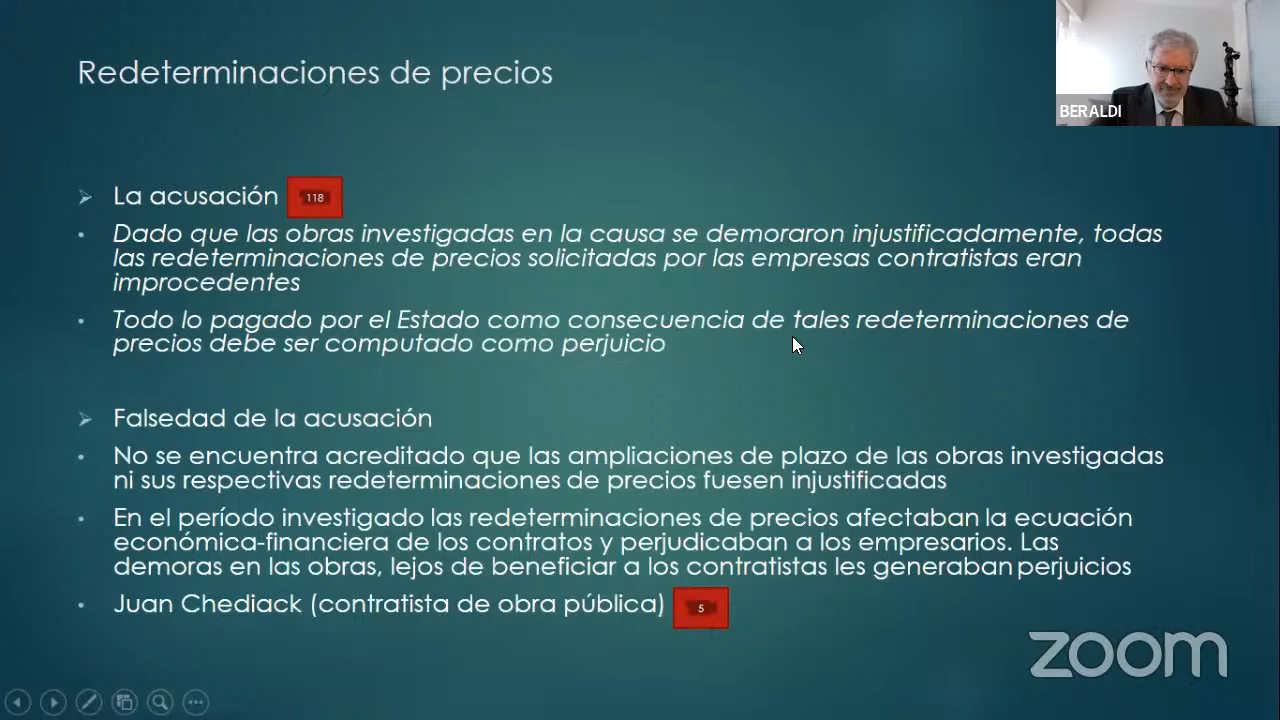 Redeterminaciones de precios
BERALDI
La acusación 118
Dado que las obras investigadas en la causa se demoraron injustificadamente, todas
las redeterminaciones de precios solicitadas por las empresas contratistas eran
improcedentes
Todo lo pagado por el Estado como consecuencia de tales redeterminaciones de
precios debe ser computado como perjuicio
Falsedad de la acusación
No se encuentra acreditado que las ampliaciones de plazo de las obras investigadas
ni sus respectivas redeterminaciones de precios fuesen injustificadas
En el período investigado las redeterminaciones de precios afectaban la ecuación
económica-financiera de los contratos y perjudicaban a los empresarios. Las
demoras en las obras, lejos de beneficiar a los contratistas les generaban perjuicios
Juan Chediack (contratista de obra pública) 5
zoom